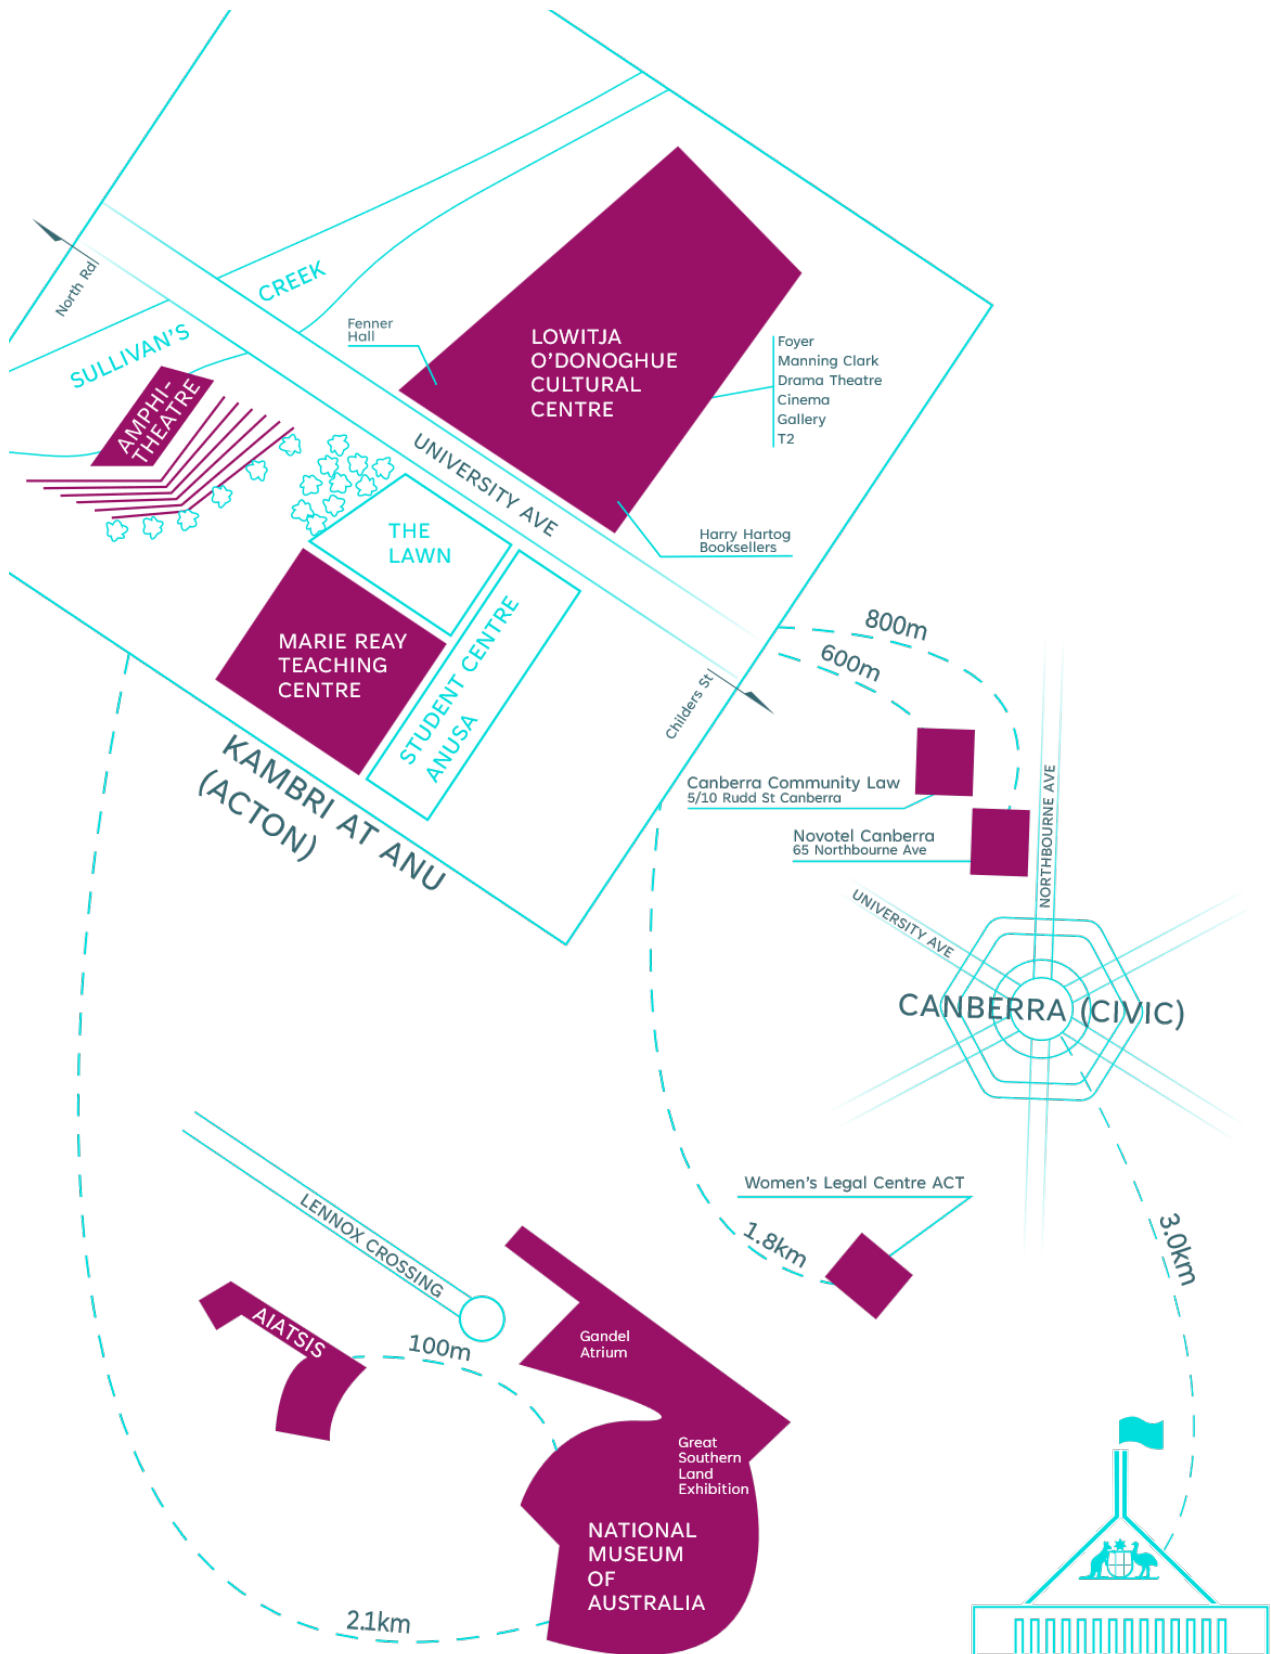 North Rd
SULLIVAN'S
CREEK
Fenner
Hall
LOWITJA
O'DONOGHUE
CULTURAL
CENTRE
Foyer
Manning Clark
Drama Theatre
Cinema
Gallery
T2
AMPHI-
THEATRE
UNIVERSITY AVE
THE
LAWN
Harry Hartog
Booksellers
MARIE REAY
TEACHING
CENTRE
STUDENT CENTRE
ANUSA
Childers St
800m
600m
KAMBRI AT ANU
(ACTON)
Canberra Community Law
5/10 Rudd St Canberra
Novotel Canberra
65 Northbourne Ave
NORTHBOURNE AVE
UNIVERSITY AVE
CANBERRA (CIVIC)
Women's Legal Centre ACT
1.8km
3.0km
LENNOX CROSSING
AIATSIS
100m
Gandel
Atrium
Great
Southern
Land
Exhibition
NATIONAL
MUSEUM
OF
AUSTRALIA
2.1km